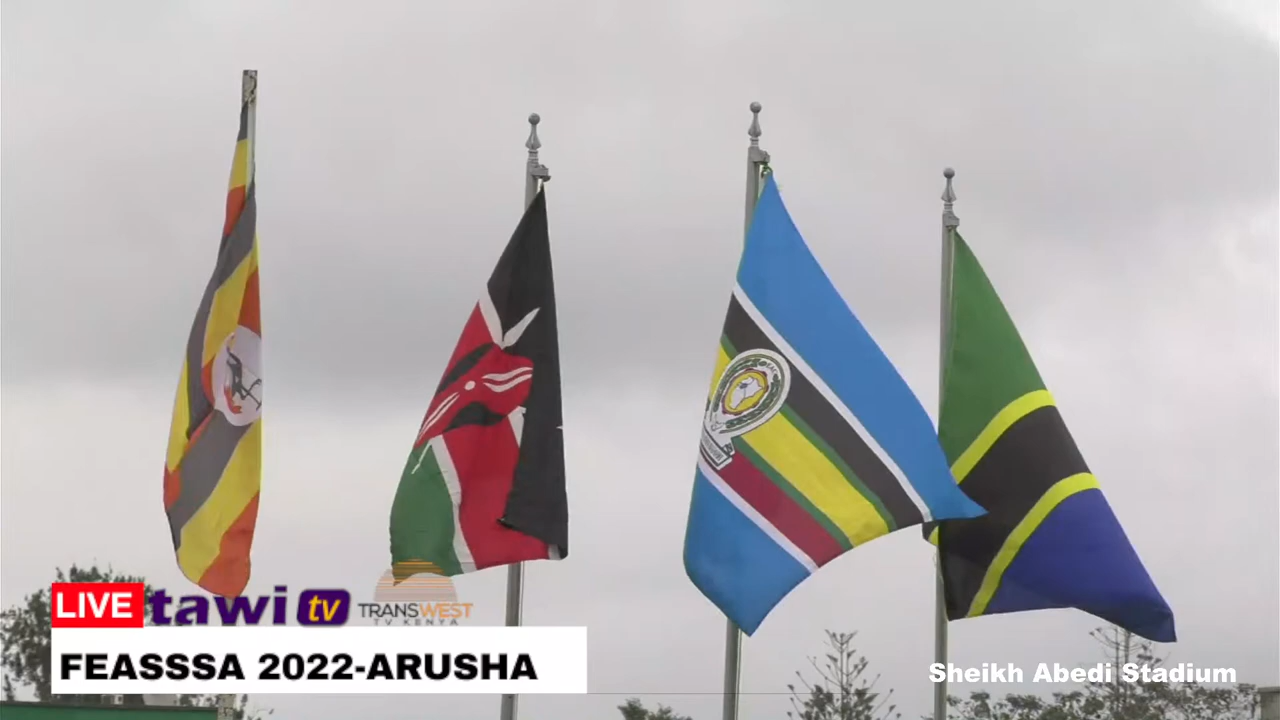 LIVE tawi tv TRANSWEST
TV KENYA
FEASSSA 2022-ARUSHA
Sheikh Abedi Stadium